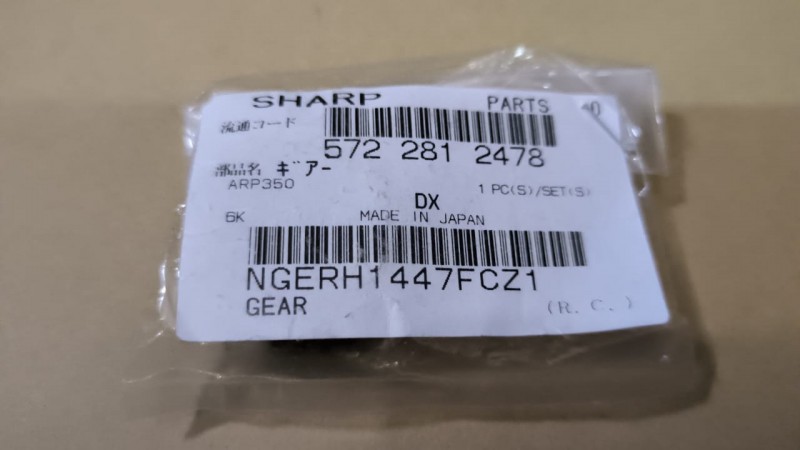 SHARP PARTS 40
流通コード
572 281 2478
部品名 ギアー
ARP350 1 PC(S)/SET(S)
DX
6K MADE IN JAPAN
NGERH1447FCZ1
GEAR (R. C. )